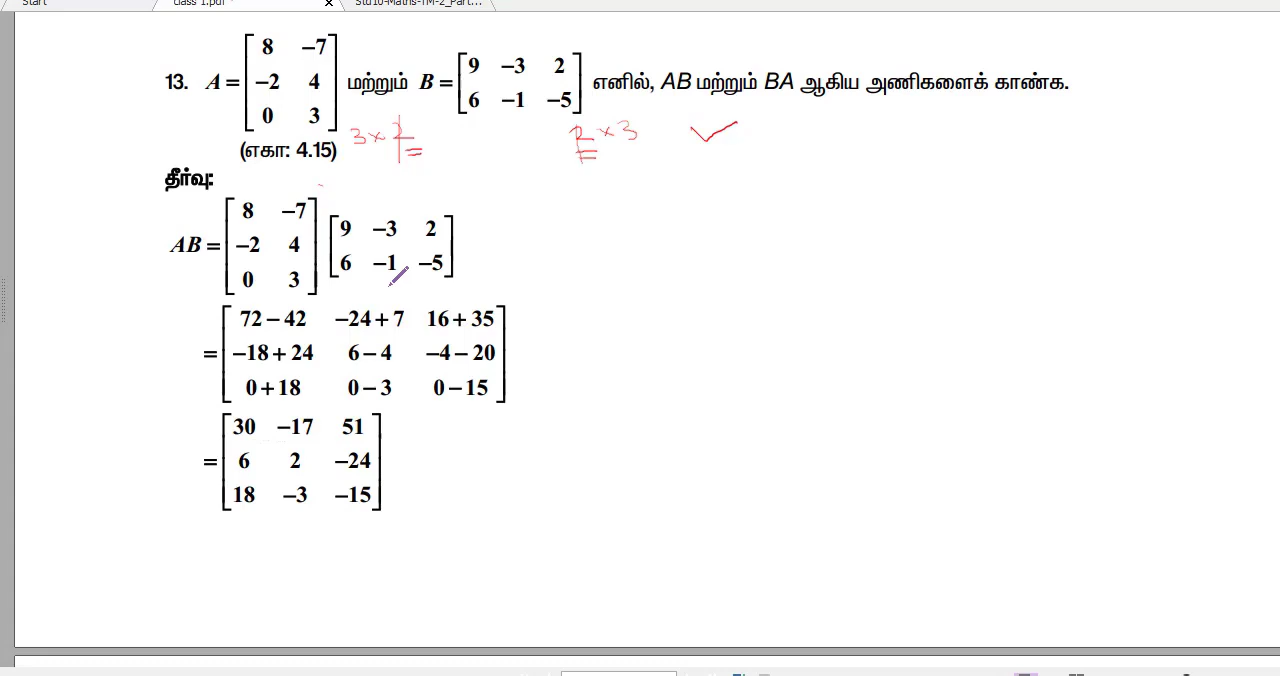 Start class 1.pdf * x Std10-Maths-TM-2_Part...
13. A = [8 −7; −2 4; 0 3] மற்றும் B = [9 −3 2; 6 −1 −5] எனில், AB மற்றும் BA ஆகிய அணிகளைக் காண்க.
3 × 2 2 × 3 ✓
(எகா: 4.15)
தீர்வு:
AB = [8 −7; −2 4; 0 3] [9 −3 2; 6 −1 −5]
= [72 − 42 −24 + 7 16 + 35; −18 + 24 6 − 4 −4 − 20; 0 + 18 0 − 3 0 − 15]
= [30 −17 51; 6 2 −24; 18 −3 −15]